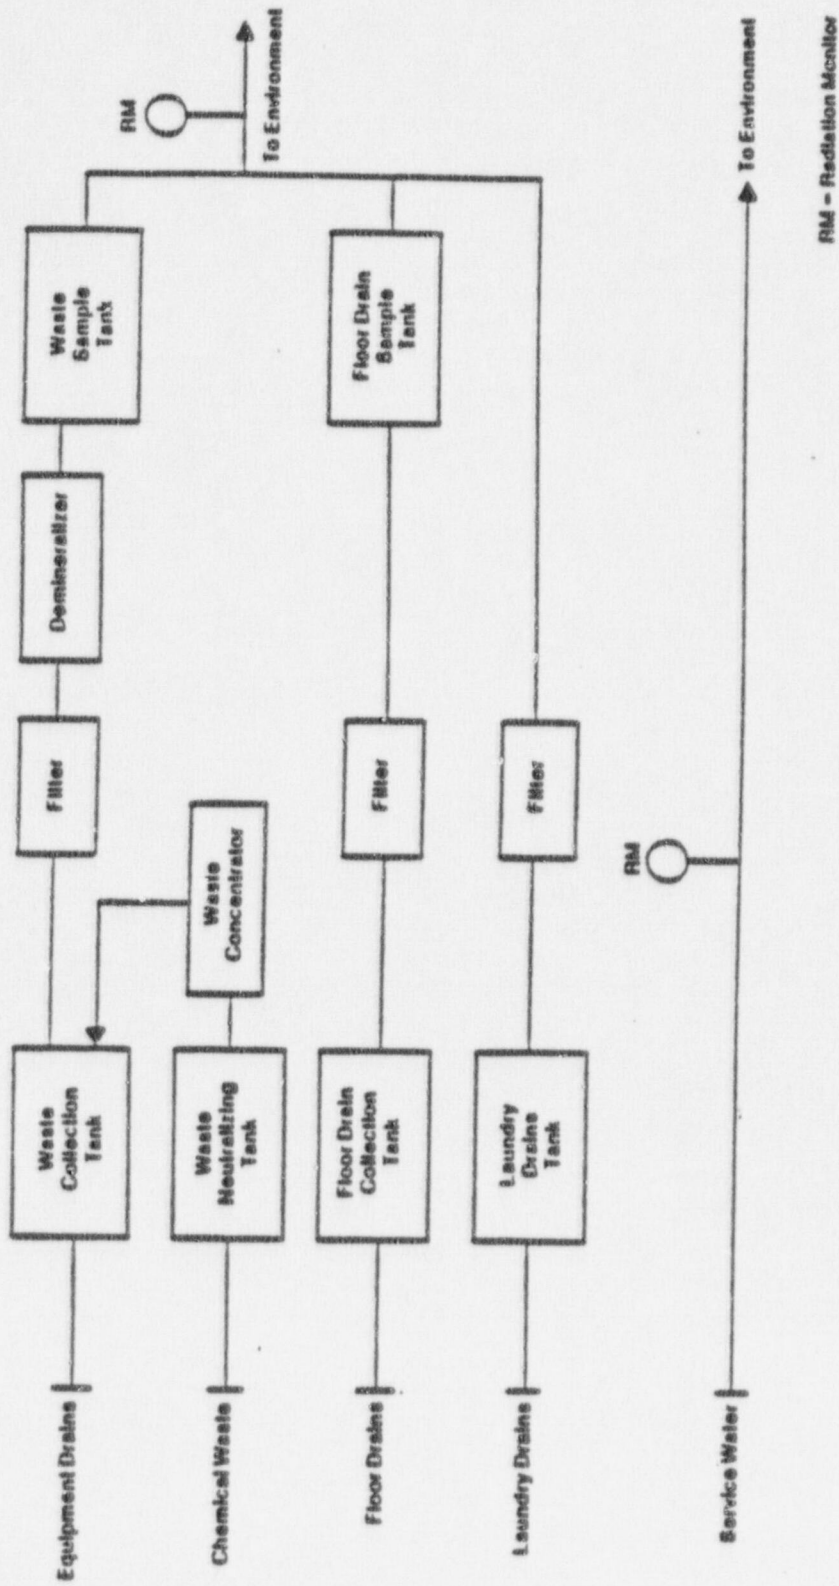 Equipment Drains
Waste
Collection
Tank
Filter
Demineralizer
Waste
Sample
Tank
RM
To Environment
Chemical Waste
Waste
Neutralizing
Tank
Waste
Concentrator
Floor Drains
Floor Drain
Collection
Tank
Filter
Floor Drain
Sample
Tank
Laundry Drains
Laundry
Drains
Tank
Filter
Service Water
RM
To Environment
RM - Radiation Monitor